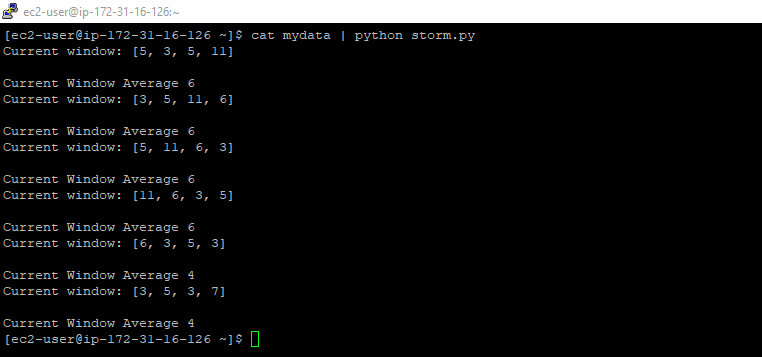 ec2-user@ip-172-31-16-126:~
[ec2-user@ip-172-31-16-126 ~]$ cat mydata | python storm.py
Current window: [5, 3, 5, 11]
Current Window Average 6
Current window: [3, 5, 11, 6]
Current Window Average 6
Current window: [5, 11, 6, 3]
Current Window Average 6
Current window: [11, 6, 3, 5]
Current Window Average 6
Current window: [6, 3, 5, 3]
Current Window Average 4
Current window: [3, 5, 3, 7]
Current Window Average 4
[ec2-user@ip-172-31-16-126 ~]$